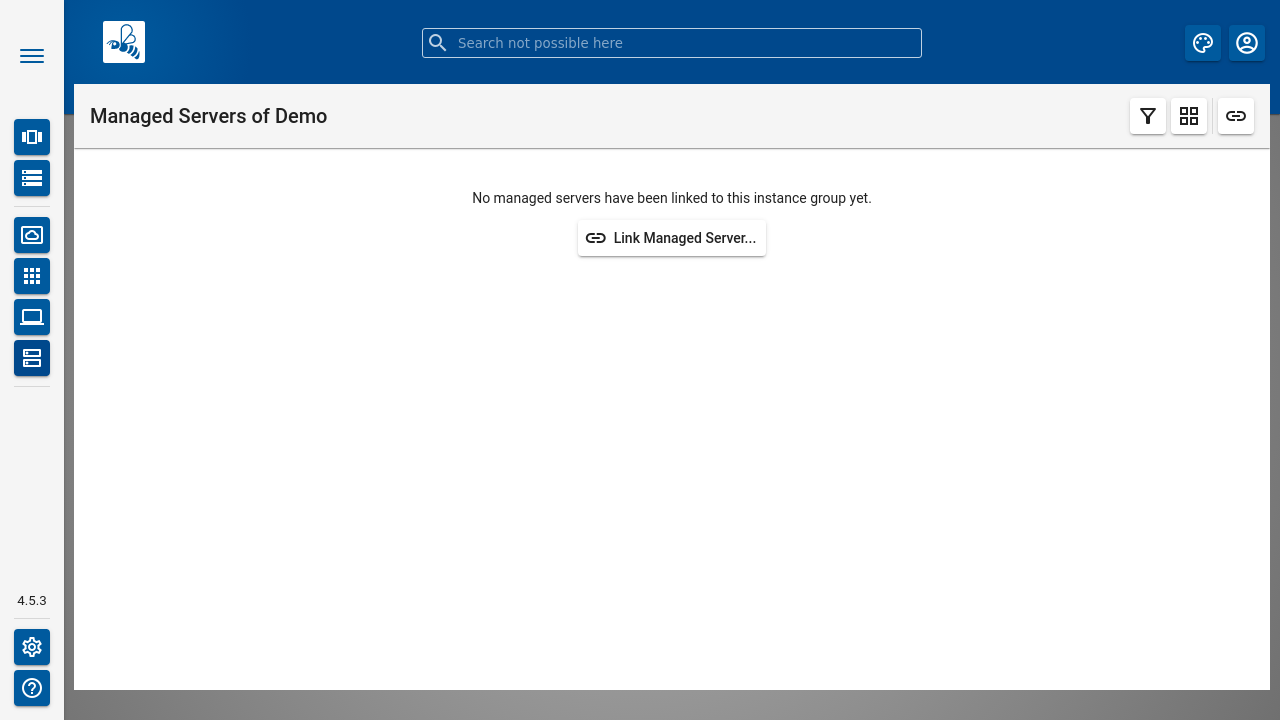 Search not possible here
Managed Servers of Demo
No managed servers have been linked to this instance group yet.
Link Managed Server...
4.5.3